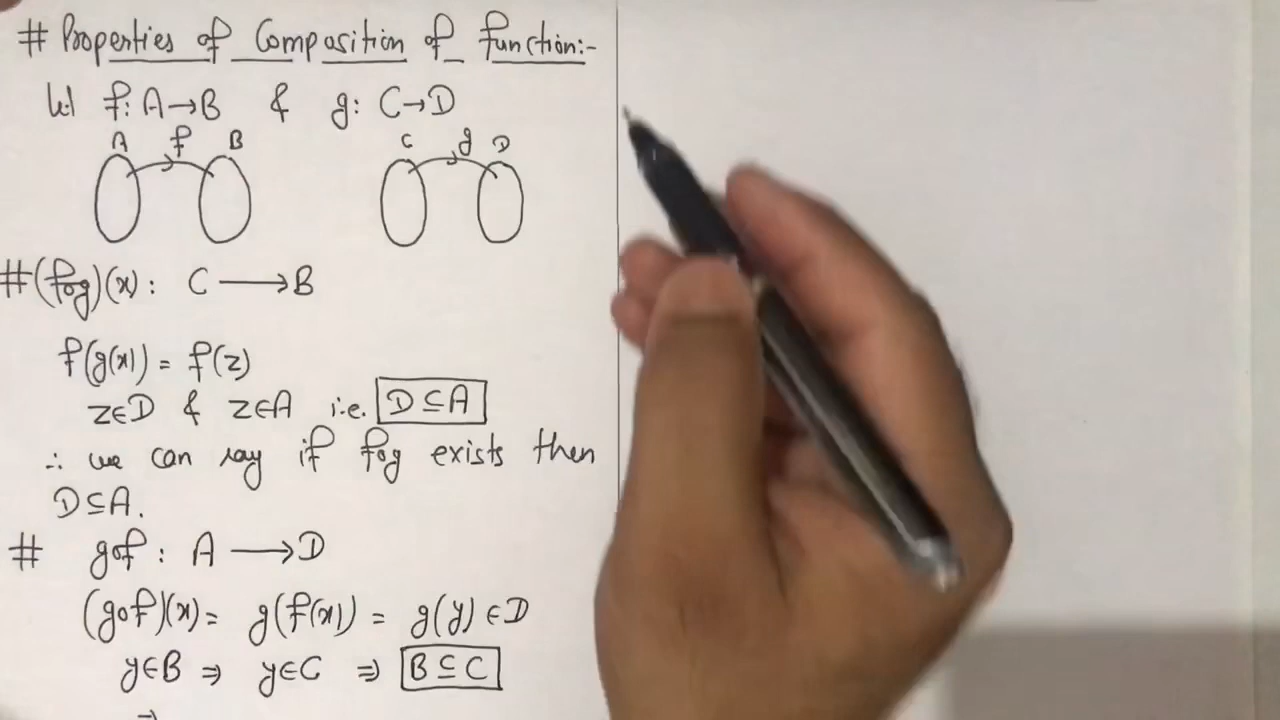 # Properties of Composition of function:-
let f: A→B & g: C→D
A f B C g D
#(fog)(x): C ⟶ B
f(g(x)) = f(z)
z∈D & z∈A i.e. D⊆A
∴ we can say if fog exists then
D⊆A.
# gof : A ⟶ D
(gof)(x) = g(f(x)) = g(y) ∈D
y∈B ⇒ y∈C ⇒ B⊆C
⇒